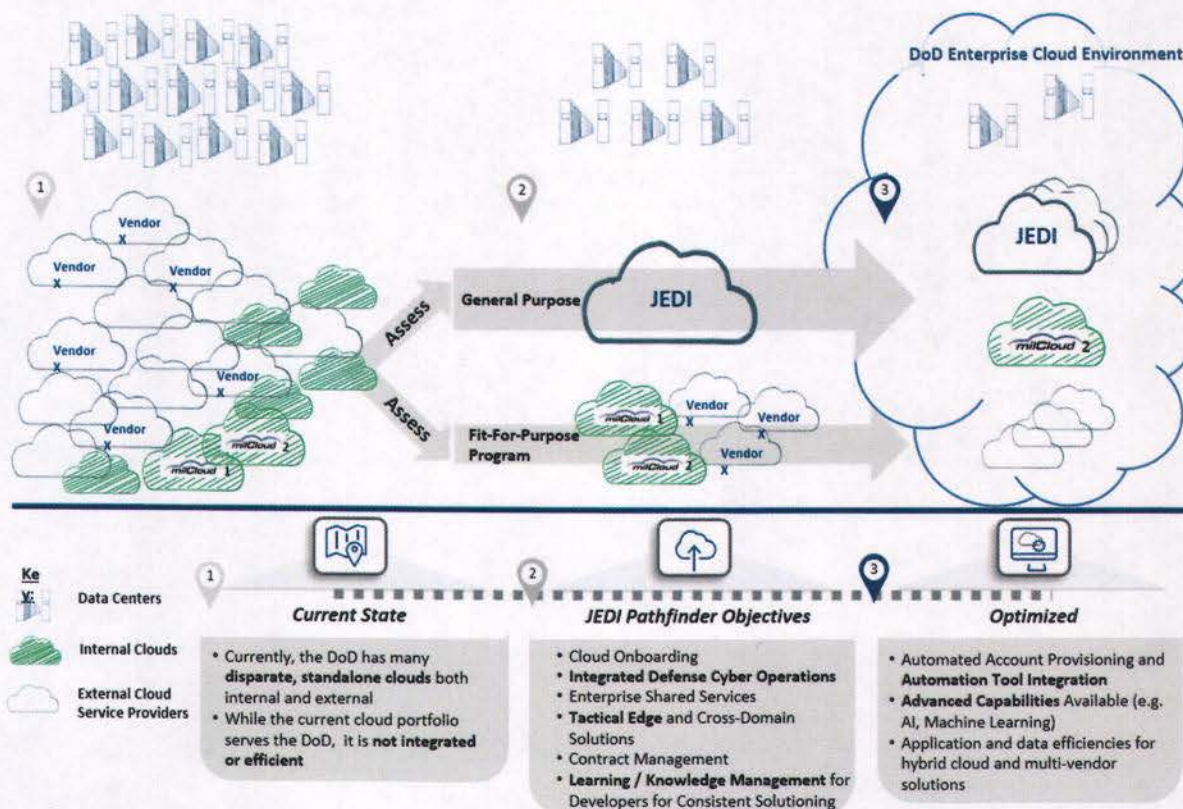 DoD Enterprise Cloud Environment
1
2
3
Vendor
X
Vendor
X
Vendor
X
Vendor
X
Vendor
X
Vendor
X
milCloud 2
milCloud 1
Assess
Assess
General Purpose
JEDI
Fit-For-Purpose
Program
milCloud 1
milCloud 2
Vendor
X
Vendor
X
Vendor
X
JEDI
milCloud 2
Ke
y:
Data Centers
Internal Clouds
External Cloud
Service Providers
1
2
3
Current State
• Currently, the DoD has many
disparate, standalone clouds both
internal and external
• While the current cloud portfolio
serves the DoD, it is not integrated
or efficient
JEDI Pathfinder Objectives
• Cloud Onboarding
• Integrated Defense Cyber Operations
• Enterprise Shared Services
• Tactical Edge and Cross-Domain
Solutions
• Contract Management
• Learning / Knowledge Management for
Developers for Consistent Solutioning
Optimized
• Automated Account Provisioning and
Automation Tool Integration
• Advanced Capabilities Available (e.g.
AI, Machine Learning)
• Application and data efficiencies for
hybrid cloud and multi-vendor
solutions